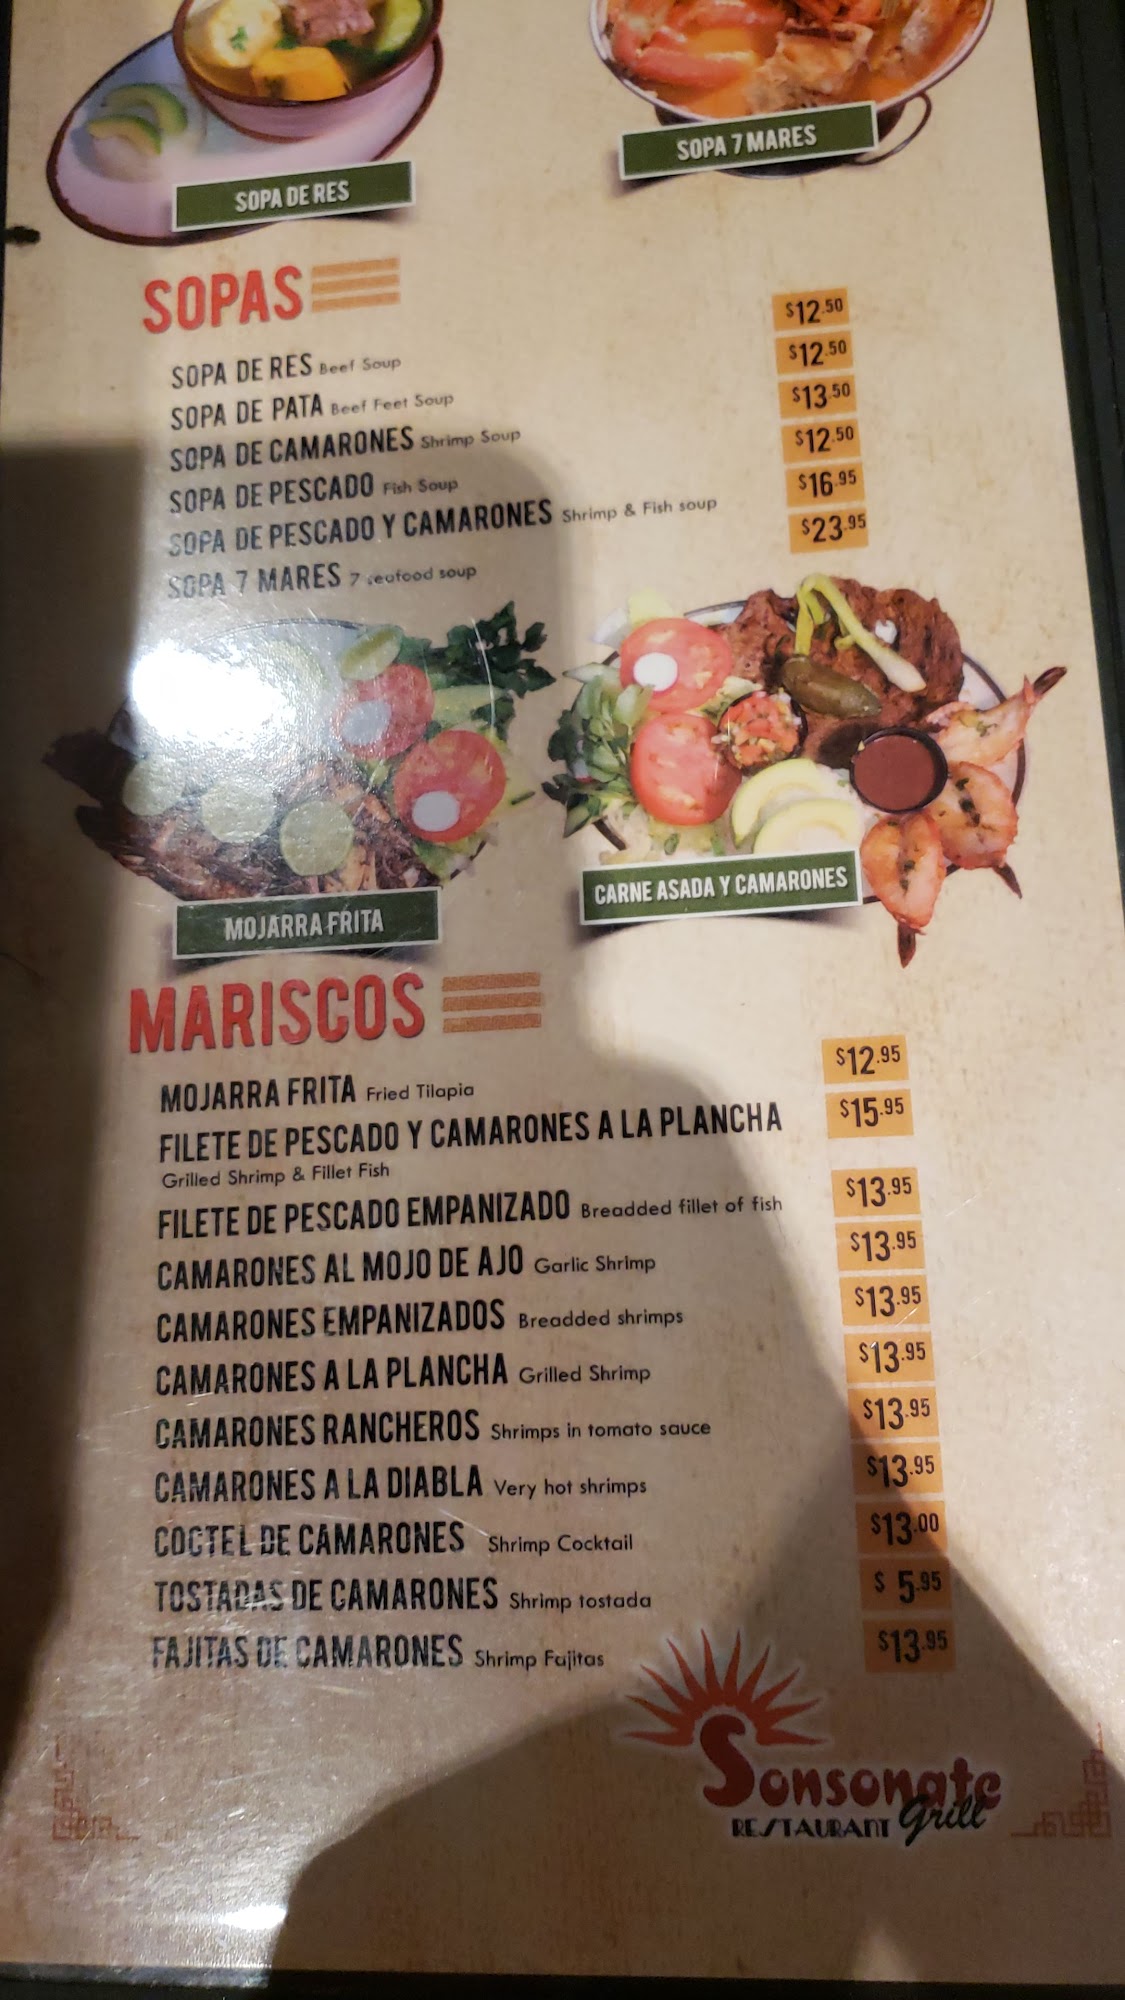 SOPA DE RES
SOPA 7 MARES
SOPAS
SOPA DE RES Beef Soup $12.50
SOPA DE PATA Beef Feet Soup $12.50
SOPA DE CAMARONES Shrimp Soup $13.50
SOPA DE PESCADO Fish Soup $12.50
SOPA DE PESCADO Y CAMARONES Shrimp & Fish soup $16.95
SOPA 7 MARES 7 seafood soup $23.95
MOJARRA FRITA
CARNE ASADA Y CAMARONES
MARISCOS
MOJARRA FRITA Fried Tilapia $12.95
FILETE DE PESCADO Y CAMARONES A LA PLANCHA $15.95
Grilled Shrimp & Fillet Fish
FILETE DE PESCADO EMPANIZADO Breadded fillet of fish $13.95
CAMARONES AL MOJO DE AJO Garlic Shrimp $13.95
CAMARONES EMPANIZADOS Breadded shrimps $13.95
CAMARONES A LA PLANCHA Grilled Shrimp $13.95
CAMARONES RANCHEROS Shrimps in tomato sauce $13.95
CAMARONES A LA DIABLA Very hot shrimps $13.95
COCTEL DE CAMARONES Shrimp Cocktail $13.00
TOSTADAS DE CAMARONES Shrimp tostada $ 5.95
FAJITAS DE CAMARONES Shrimp Fajitas $13.95
Sonsonate
RESTAURANT Grill